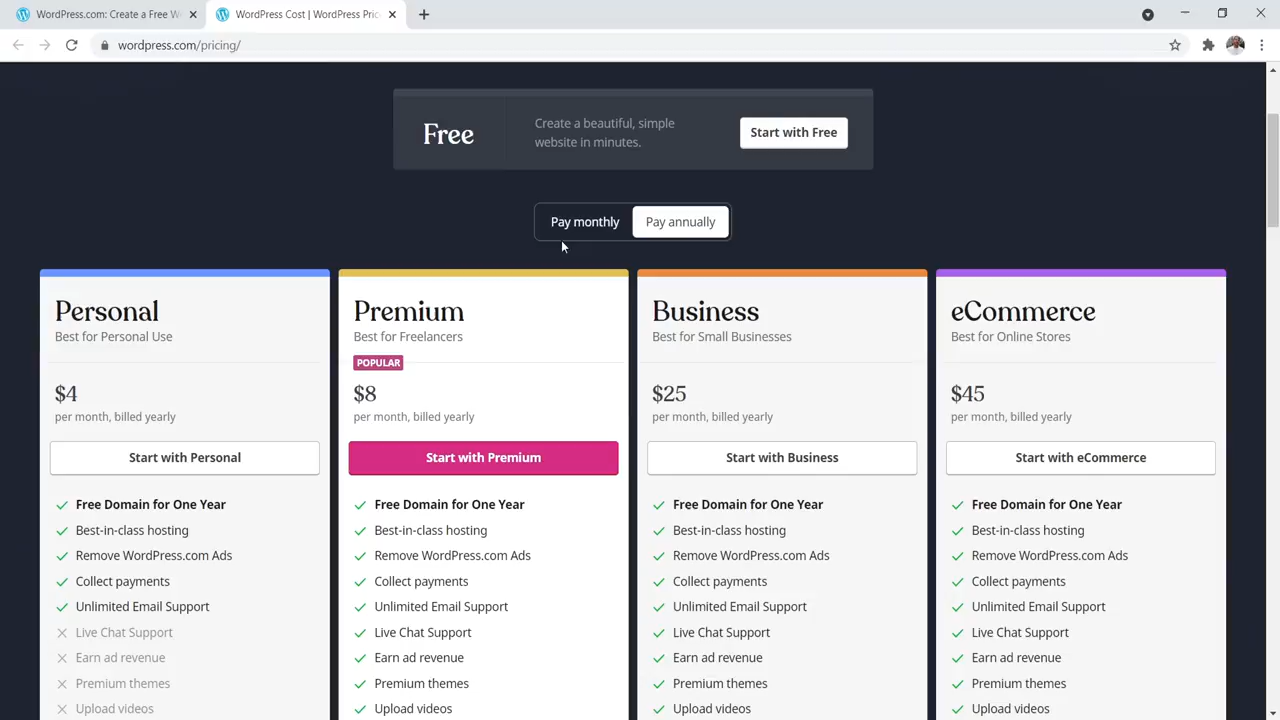 WordPress.com: Create a Free W
WordPress Cost | WordPress Pric
wordpress.com/pricing/
Free
Create a beautiful, simple
website in minutes.
Start with Free
Pay monthly
Pay annually
Personal
Best for Personal Use
$4
per month, billed yearly
Start with Personal
Free Domain for One Year
Best-in-class hosting
Remove WordPress.com Ads
Collect payments
Unlimited Email Support
Live Chat Support
Earn ad revenue
Premium themes
Upload videos
Premium
Best for Freelancers
POPULAR
$8
per month, billed yearly
Start with Premium
Free Domain for One Year
Best-in-class hosting
Remove WordPress.com Ads
Collect payments
Unlimited Email Support
Live Chat Support
Earn ad revenue
Premium themes
Upload videos
Business
Best for Small Businesses
$25
per month, billed yearly
Start with Business
Free Domain for One Year
Best-in-class hosting
Remove WordPress.com Ads
Collect payments
Unlimited Email Support
Live Chat Support
Earn ad revenue
Premium themes
Upload videos
eCommerce
Best for Online Stores
$45
per month, billed yearly
Start with eCommerce
Free Domain for One Year
Best-in-class hosting
Remove WordPress.com Ads
Collect payments
Unlimited Email Support
Live Chat Support
Earn ad revenue
Premium themes
Upload videos